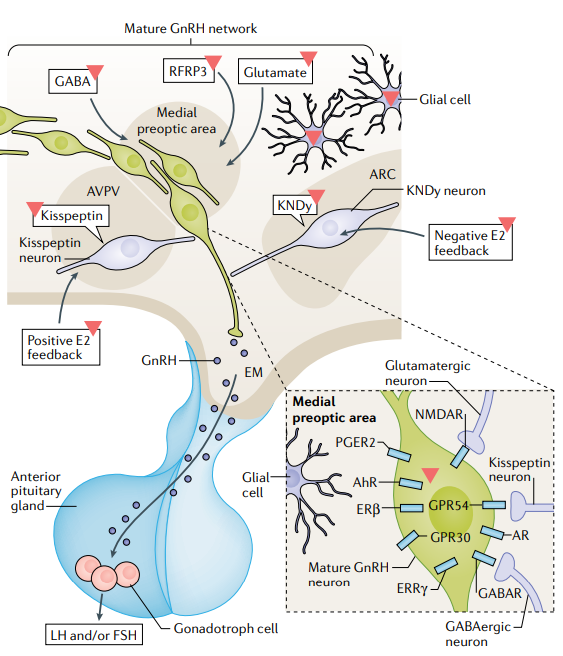 Mature GnRH network
GABA
RFRP3
Glutamate
Glial cell
Medial
preoptic area
ARC
AVPV
KNDy neuron
Kisspeptin
KNDy
Kisspeptin
neuron
Negative E2
feedback
Positive E2
feedback
GnRH
EM
Glutamatergic
neuron
Medial
preoptic area
NMDAR
PGER2
Kisspeptin
neuron
Anterior
pituitary
gland
Glial
cell
AhR
ERβ
GPR54
GPR30
AR
Mature GnRH
neuron
ERRγ
GABAR
LH and/or FSH
Gonadotroph cell
GABAergic
neuron